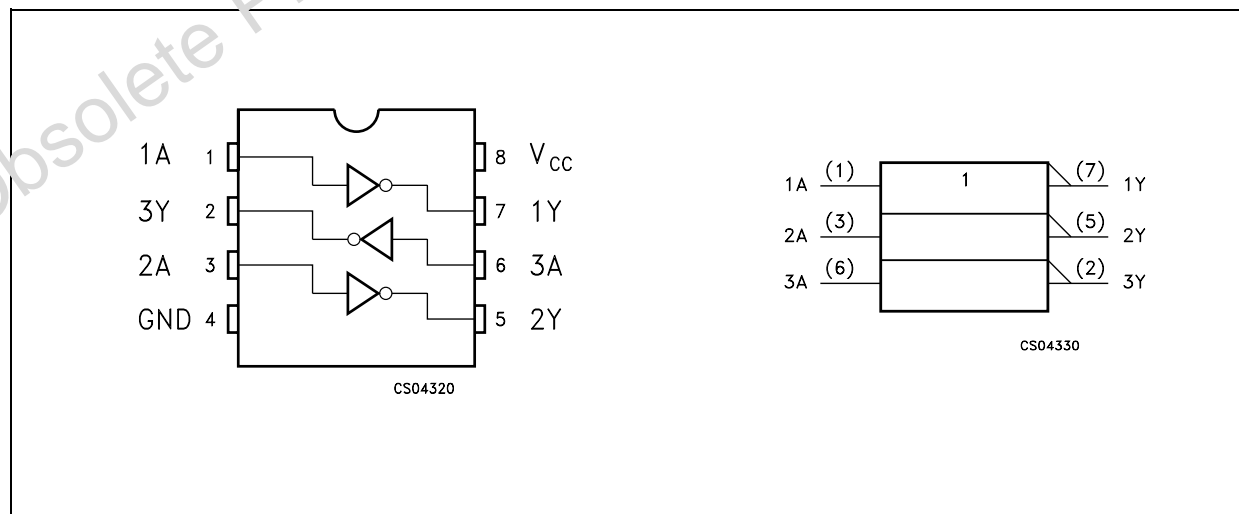 Obsolete P
1A 1
3Y 2
2A 3
GND 4
8 VCC
7 1Y
6 3A
5 2Y
CS04320
1A (1)
2A (3)
3A (6)
1
(7) 1Y
(5) 2Y
(2) 3Y
CS04330